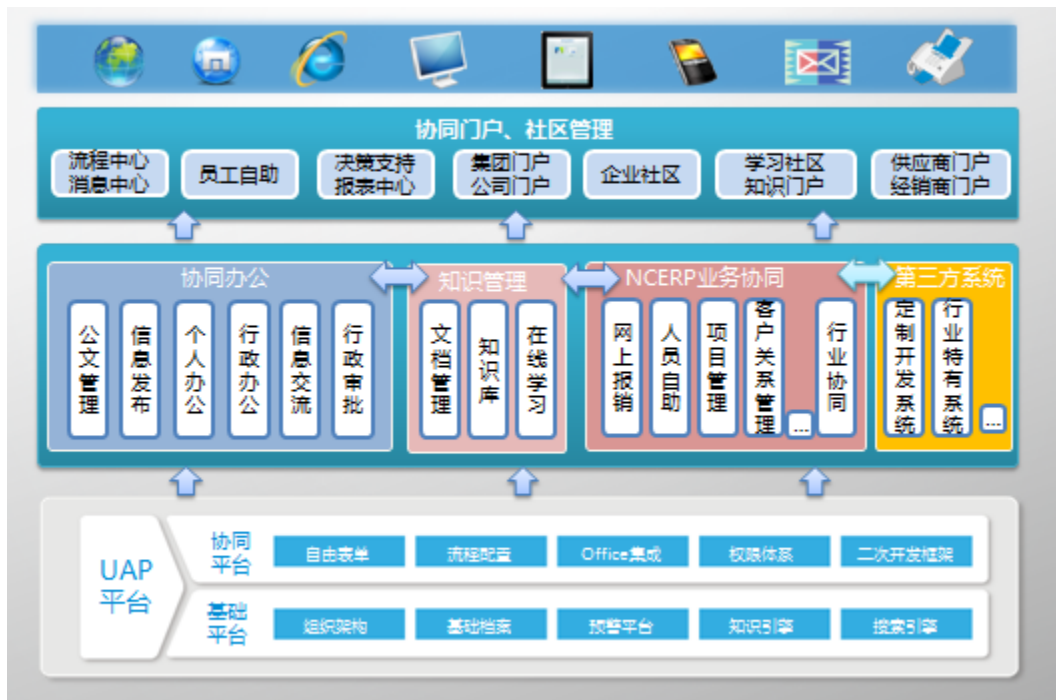 协同门户、社区管理
流程中心
消息中心
员工自助
决策支持
报表中心
集团门户
公司门户
企业社区
学习社区
知识门户
供应商门户
经销商门户
协同办公
知识管理
NCERP业务协同
第三方系统
公文管理
信息发布
个人办公
行政办公
信息交流
行政审批
文档管理
知识库
在线学习
网上报销
人员自助
项目管理
客户关系管理
...
行业协同
定制开发系统
行业特有系统
...
UAP
平台
协同
平台
自由表单
流程配置
Office集成
权限体系
二次开发框架
基础
平台
组织架构
基础档案
预警平台
知识引擎
搜索引擎